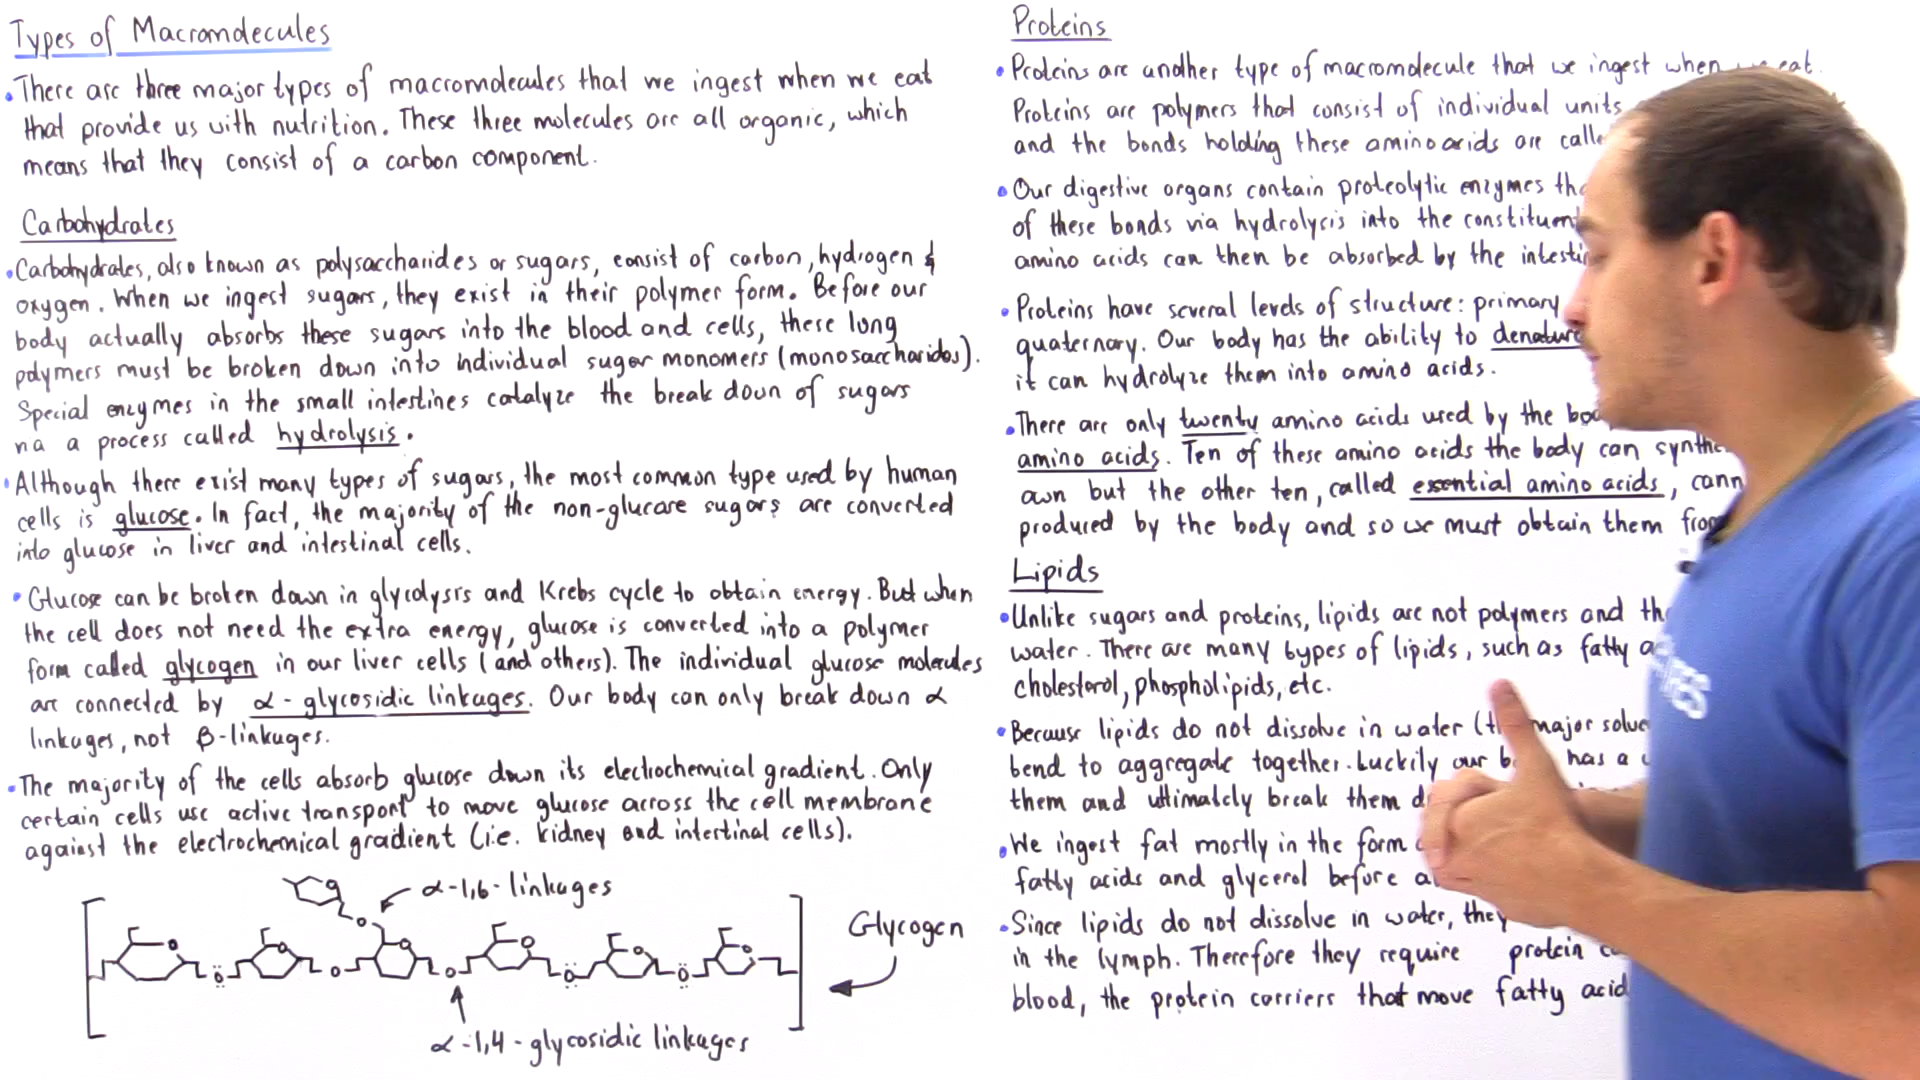 Types of Macromolecules
• There are three major types of macromolecules that we ingest when we eat
that provide us with nutrition. These three molecules are all organic, which
means that they consist of a carbon component.
Carbohydrates
• Carbohydrates, also known as polysaccharides or sugars, consist of carbon, hydrogen &
oxygen. When we ingest sugars, they exist in their polymer form. Before our
body actually absorbs these sugars into the blood and cells, these long
polymers must be broken down into individual sugar monomers (monosaccharides).
Special enzymes in the small intestines catalyze the break down of sugars
via a process called hydrolysis.
• Although there exist many types of sugars, the most common type used by human
cells is glucose. In fact, the majority of the non-glucose sugars are converted
into glucose in liver and intestinal cells.
• Glucose can be broken down in glycolysis and Krebs cycle to obtain energy. But when
the cell does not need the extra energy, glucose is converted into a polymer
form called glycogen in our liver cells (and others). The individual glucose molecules
are connected by α-glycosidic linkages. Our body can only break down α
linkages, not β-linkages.
• The majority of the cells absorb glucose down its electrochemical gradient. Only
certain cells use active transport to move glucose across the cell membrane
against the electrochemical gradient (i.e. kidney and intertinal cells).
α-1,6-linkages
Glycogen
α-1,4-glycosidic linkages
Proteins
• Proteins are another type of macromolecule that we ingest when we eat.
Proteins are polymers that consist of individual units
and the bonds holding these amino acids are
• Our digestive organs contain proteolytic enzymes
of these bonds via hydrolysis into the
amino acids can then be absorbed by the
• Proteins have several levels of structure: primary
quaternary. Our body has the ability to denature
it can hydrolyze them into amino acids.
• There are only twenty amino acids used by the
amino acids. Ten of these amino acids the body can
own but the other ten, called essential amino acids,
produced by the body and so we must obtain them
Lipids
• Unlike sugars and proteins, lipids are not polymers and
water. There are many types of lipids, such as fatty
cholesterol, phospholipids, etc.
• Because lipids do not dissolve in water ( major
tend to aggregate together. Luckily our has a
them and ultimately break them
• We ingest fat mostly in the form
fatty acids and glycerol before
• Since lipids do not dissolve in water, they
in the lymph. Therefore they require protein
blood, the protein carriers that move fatty